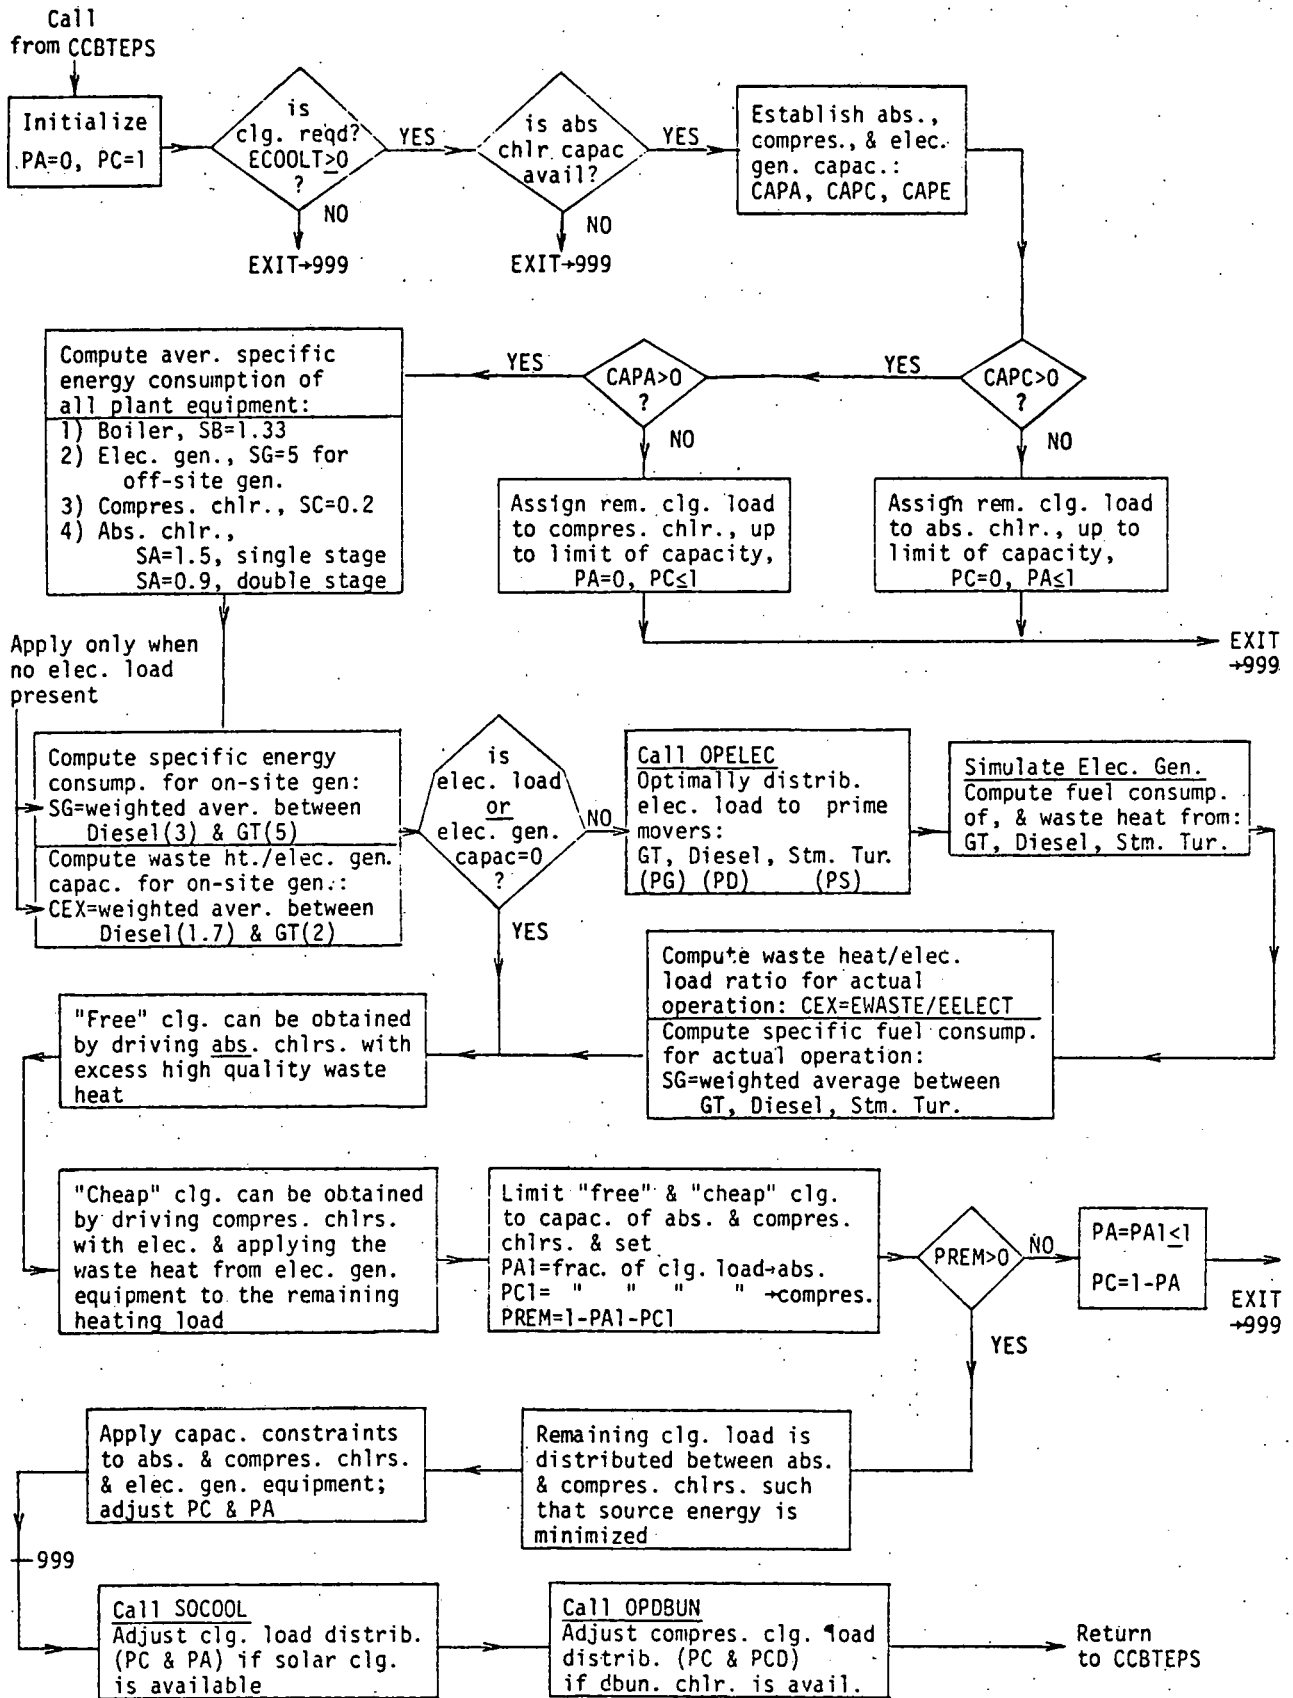 Call
from CCBTEPS
Initialize
PA=0, PC=1
is
clg. reqd?
ECOOLT≥0
?
YES
NO
EXIT→999
is abs
chlr capac
avail?
YES
NO
EXIT→999
Establish abs.,
compres., & elec.
gen. capac.:
CAPA, CAPC, CAPE
CAPC>0
?
YES
NO
CAPA>0
?
YES
NO
Compute aver. specific
energy consumption of
all plant equipment:
1) Boiler, SB=1.33
2) Elec. gen., SG=5 for
off-site gen.
3) Compres. chlr., SC=0.2
4) Abs. chlr.,
SA=1.5, single stage
SA=0.9, double stage
Assign rem. clg. load
to compres. chlr., up
to limit of capacity,
PA=0, PC≤1
Assign rem. clg. load
to abs. chlr., up to
limit of capacity,
PC=0, PA≤1
EXIT
→999
Apply only when
no elec. load
present
Compute specific energy
consump. for on-site gen:
SG=weighted aver. between
Diesel(3) & GT(5)
Compute waste ht./elec. gen.
capac. for on-site gen.:
CEX=weighted aver. between
Diesel(1.7) & GT(2)
is
elec. load
or
elec. gen.
capac=0
?
NO
YES
Call OPELEC
Optimally distrib.
elec. load to prime
movers:
GT, Diesel, Stm. Tur.
(PG) (PD) (PS)
Simulate Elec. Gen.
Compute fuel consump.
of, & waste heat from:
GT, Diesel, Stm. Tur.
Compute waste heat/elec.
load ratio for actual
operation: CEX=EWASTE/EELECT
Compute specific fuel consump.
for actual operation:
SG=weighted average between
GT, Diesel, Stm. Tur.
"Free" clg. can be obtained
by driving abs. chlrs. with
excess high quality waste
heat
"Cheap" clg. can be obtained
by driving compres. chlrs.
with elec. & applying the
waste heat from elec. gen.
equipment to the remaining
heating load
Limit "free" & "cheap" clg.
to capac. of abs. & compres.
chlrs. & set
PA1=frac. of clg. load→abs.
PC1= " " " " →compres.
PREM=1-PA1-PC1
PREM>0
NO
YES
PA=PA1≤1
PC=1-PA
EXIT
→999
Remaining clg. load is
distributed between abs.
& compres. chlrs. such
that source energy is
minimized
Apply capac. constraints
to abs. & compres. chlrs.
& elec. gen. equipment;
adjust PC & PA
999
Call SOCOOL
Adjust clg. load distrib.
(PC & PA) if solar clg.
is available
Call OPDBUN
Adjust compres. clg. load
distrib. (PC & PCD)
if dbun. chlr. is avail.
Return
to CCBTEPS